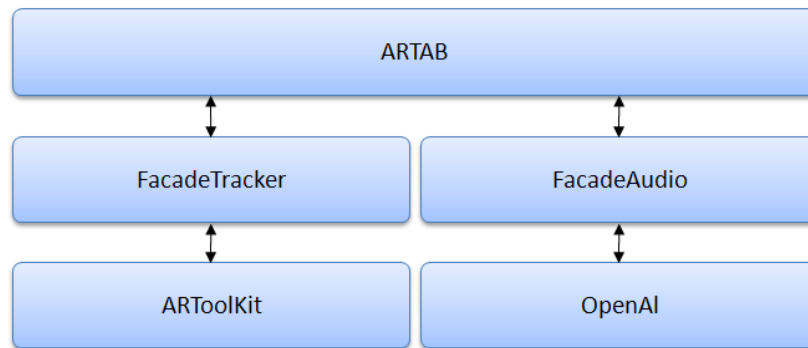 ARTAB
FacadeTracker
FacadeAudio
ARToolKit
OpenAl